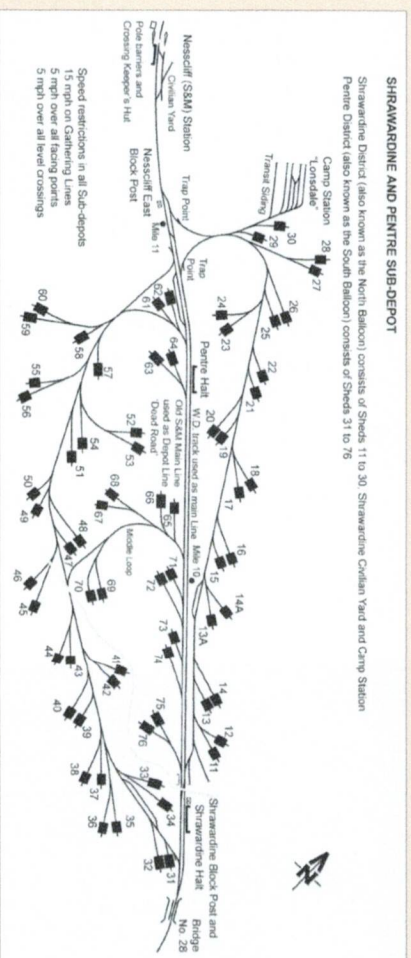 SHRAWARDINE AND PENTRE SUB-DEPOT
Shrawardine District (also known as the North Balloon) consists of Sheds 11 to 30, Shrawardine Civilian Yard and Camp Station
Pentre District (also known as the South Balloon) consists of Sheds 31 to 76
Camp Station
"Lonsdale"
Transit Siding
30
29
28
27
26
25
24
23
22
21
20
19
18
17
16
15
14A
13A
14
13
12
11
Nesscliff (S&M) Station
Civilian Yard
Pole barriers and
Crossing Keeper's Hut
Trap Point
Nesscliff East
Block Post
Mile 11
Trap
Point
Pentre Halt
W.D. track used as main Line
Mile 10
Old S&M Main Line
used as Depot Line
'Dead Road'
Middle Loop
Shrawardine Block Post and
Shrawardine Halt
Bridge
No. 28
62
61
64
63
60
59
58
57
55
56
54
51
52
53
50
49
48
47
46
45
68
67
66
65
70
69
71
72
73
74
75
76
44
43
41
42
40
39
38
37
36
35
33
34
32
31
Speed restrictions in all Sub-depots
15 mph on Gathering Lines
5 mph over all facing points
5 mph over all level crossings